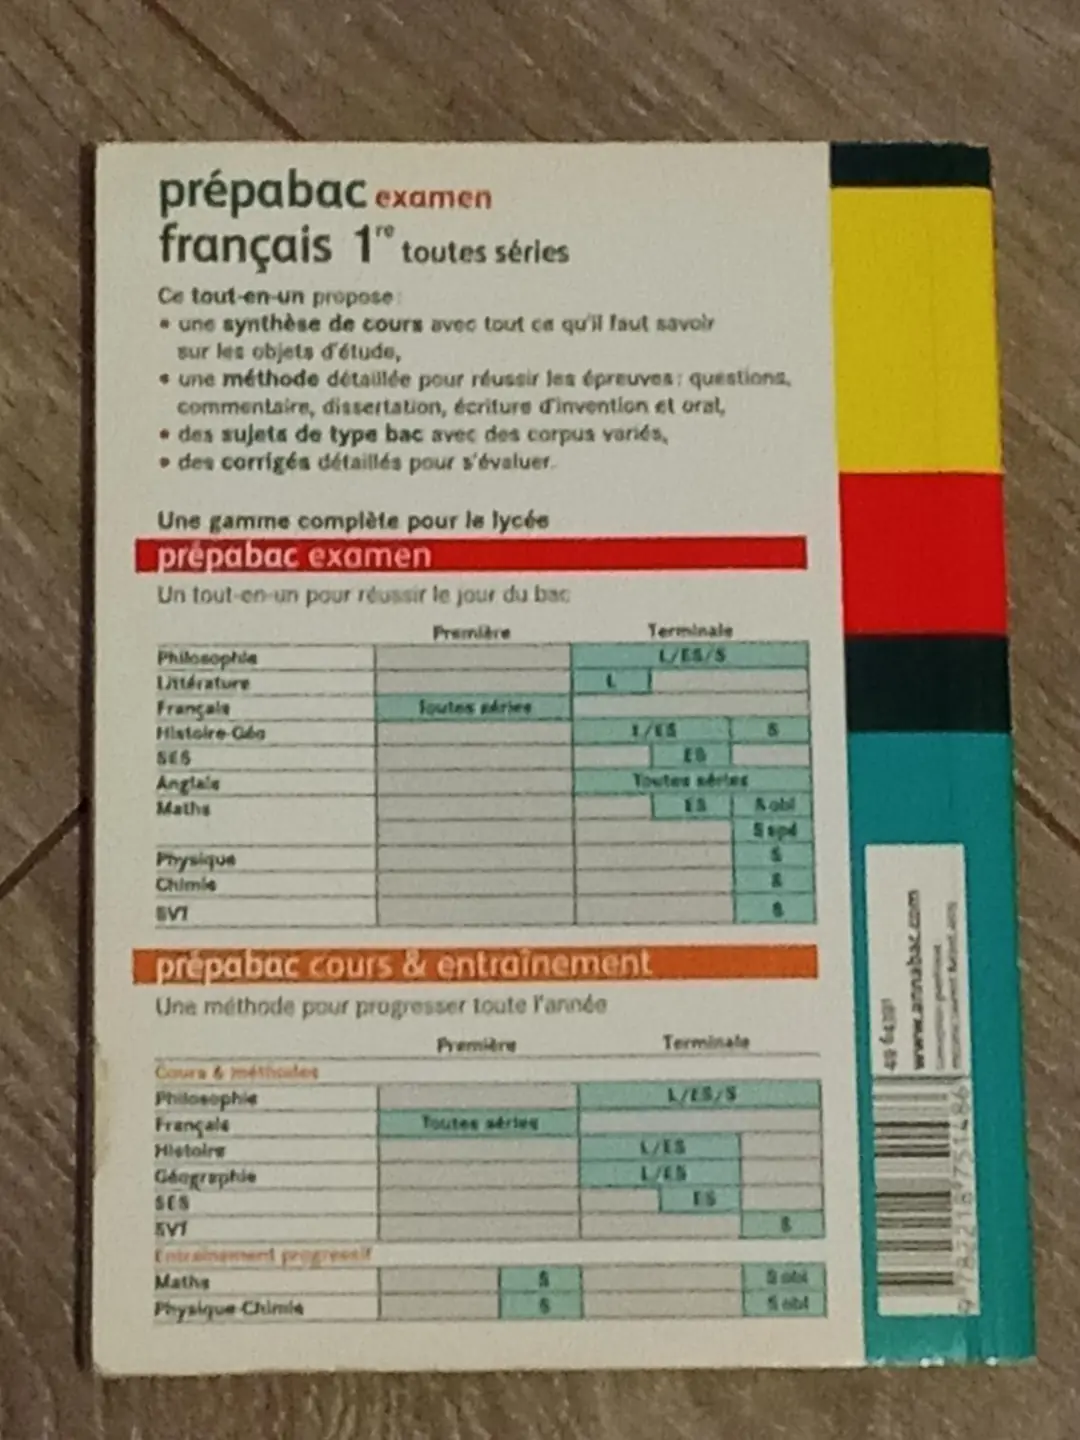 prépabac examen
français 1re toutes séries
Ce tout-en-un propose :
• une synthèse de cours avec tout ce qu'il faut savoir
sur les objets d'étude,
• une méthode détaillée pour réussir les épreuves : questions,
commentaire, dissertation, écriture d'invention et oral,
• des sujets de type bac avec des corpus variés,
• des corrigés détaillés pour s'évaluer.
Une gamme complète pour le lycée
prépabac examen
Un tout-en-un pour réussir le jour du bac
Première Terminale
Philosophie L/ES/S
Littérature L
Français Toutes séries
Histoire-Géo L/ES S
SES ES
Anglais Toutes séries
Maths ES S obl
S spé
Physique S
Chimie S
SVT S
prépabac cours & entraînement
Une méthode pour progresser toute l'année
Première Terminale
Cours & méthodes
Philosophie L/ES/S
Français Toutes séries
Histoire L/ES
Géographie L/ES
SES ES
SVT S
Entraînement progressif
Maths S S obl
Physique-Chimie S S obl
www.annabac.com
9 782218 751486